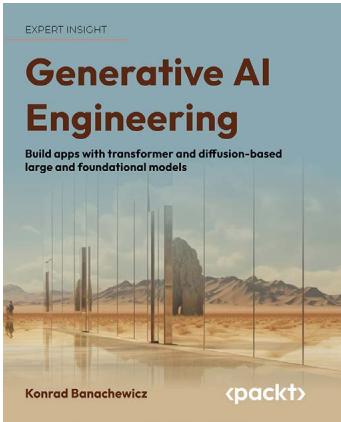 EXPERT INSIGHT
Generative AI
Engineering
Build apps with transformer and diffusion-based
large and foundational models
Konrad Banachewicz
<packt>